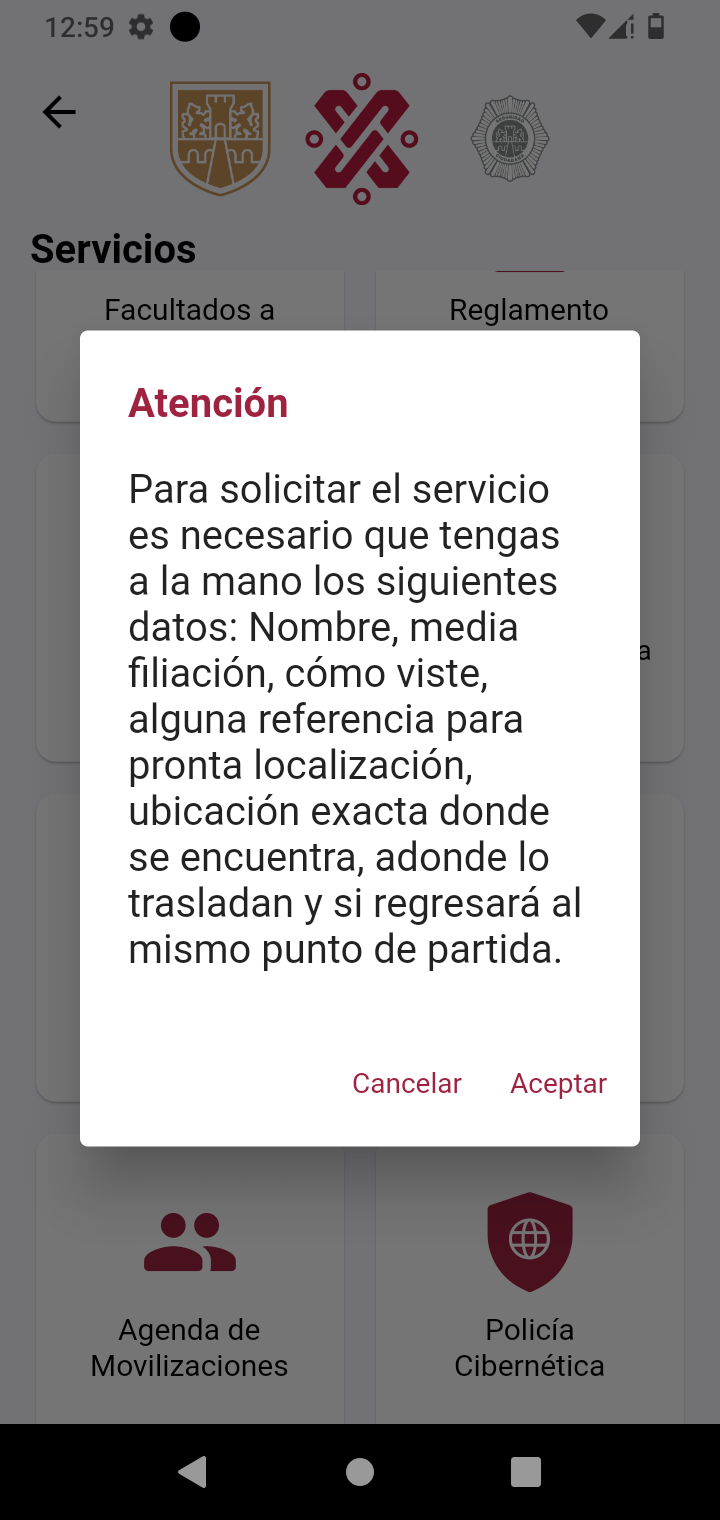 12:59
Servicios
Facultados a
Reglamento
Atención
Para solicitar el servicio
es necesario que tengas
a la mano los siguientes
datos: Nombre, media
filiación, cómo viste,
alguna referencia para
pronta localización,
ubicación exacta donde
se encuentra, adonde lo
trasladan y si regresará al
mismo punto de partida.
a
Cancelar
Aceptar
Agenda de
Movilizaciones
Policía
Cibernética